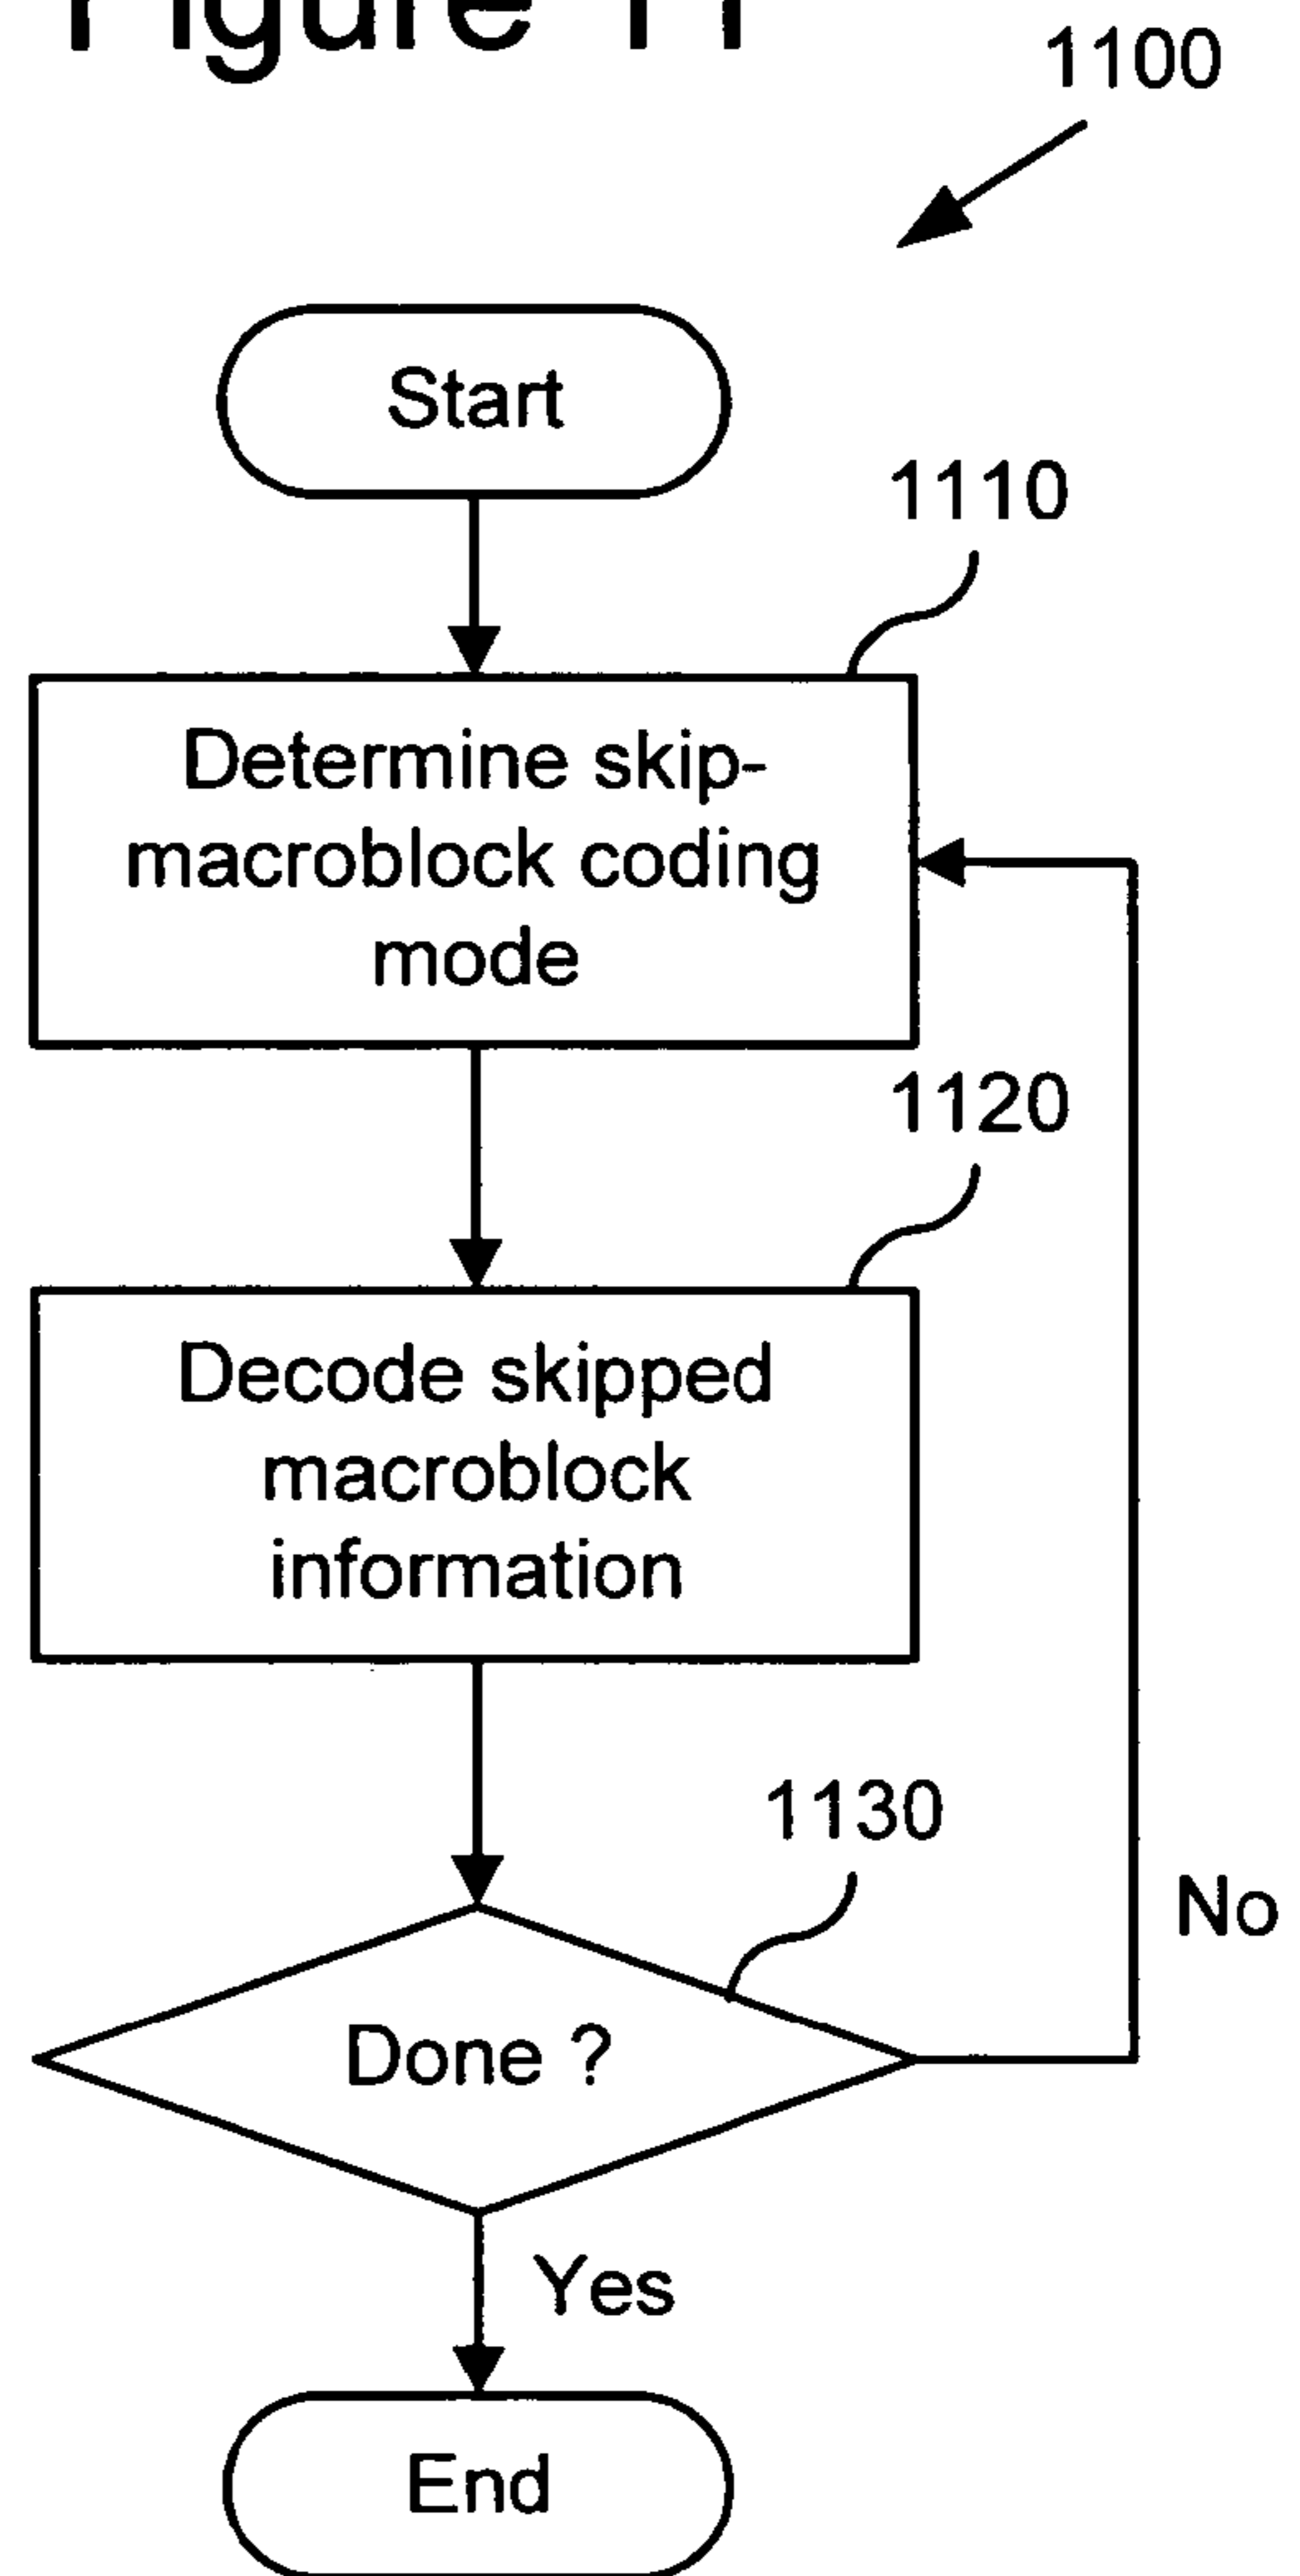 Figure 11
1100
Start
1110
Determine skip-
macroblock coding
mode
1120
Decode skipped
macroblock
information
1130
No
Done ?
Yes
End